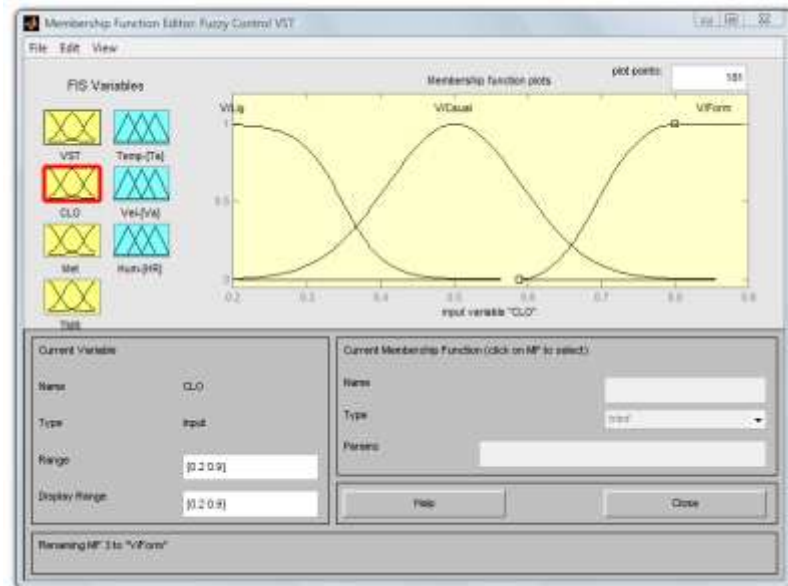 Membership Function Editor: Fuzzy Control VST
File Edit View
FIS Variables
VST
Temp-[Ta]
CLO
Vel-[Va]
Met
Hum-[HR]
Membership function plots
plot points:
181
V/Lig
V/Casual
V/Form
1
0.5
0
0.2 0.3 0.4 0.5 0.6 0.7 0.8 0.9
input variable "CLO"
Current Variable
Name CLO
Type input
Range [0.2 0.9]
Display Range [0.2 0.9]
Current Membership Function (click on MF to select)
Name
Type
Params
Help
Close
Renaming MF 3 to "V/Form"